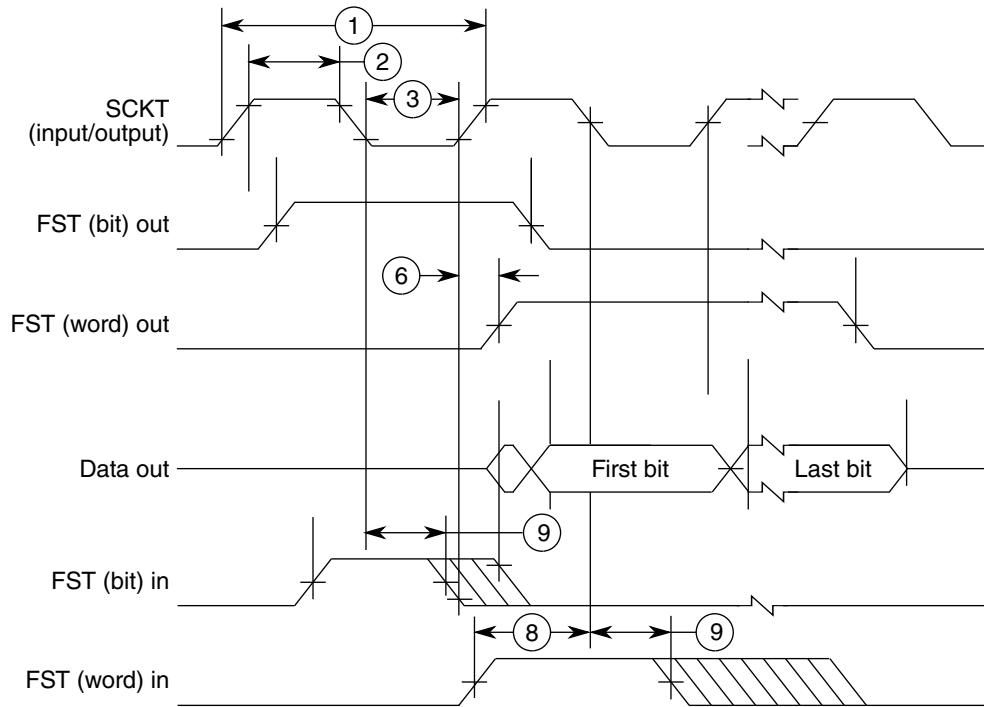 1
2
3
SCKT
(input/output)
FST (bit) out
6
FST (word) out
Data out
First bit
Last bit
9
FST (bit) in
8
9
FST (word) in